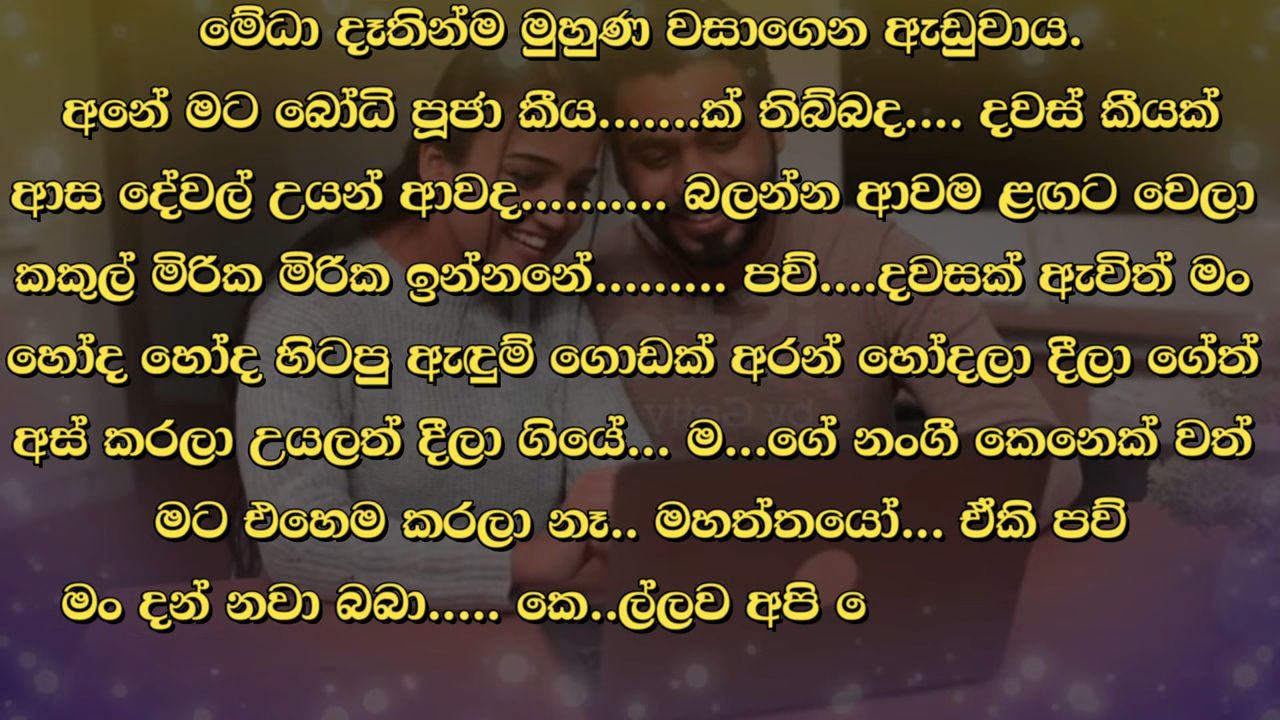 මේධා දෑතින්ම මුහුණ වසාගෙන ඇඩුවාය.
අනේ මට බෝධි පූජා කීය.......ක් තිබ්බද.... දවස් කීයක්
ආස දේවල් උයන් ආවද.......... බලන්න ආවම ළඟට වෙලා
කකුල් මිරික මිරික ඉන්නනේ......... පව්....දවසක් ඇවිත් මං
හෝද හෝද හිටපු ඇඳුම් ගොඩක් අරන් හෝදලා දීලා ගේත්
අස් කරලා උයලත් දීලා ගියේ... ම...ගේ නංගී කෙනෙක් වත්
මට එහෙම කරලා නෑ.. මහත්තයෝ... ඒකි පව්
මං දන් නවා බබා..... කෙ..ල්ලව අපි ෙ